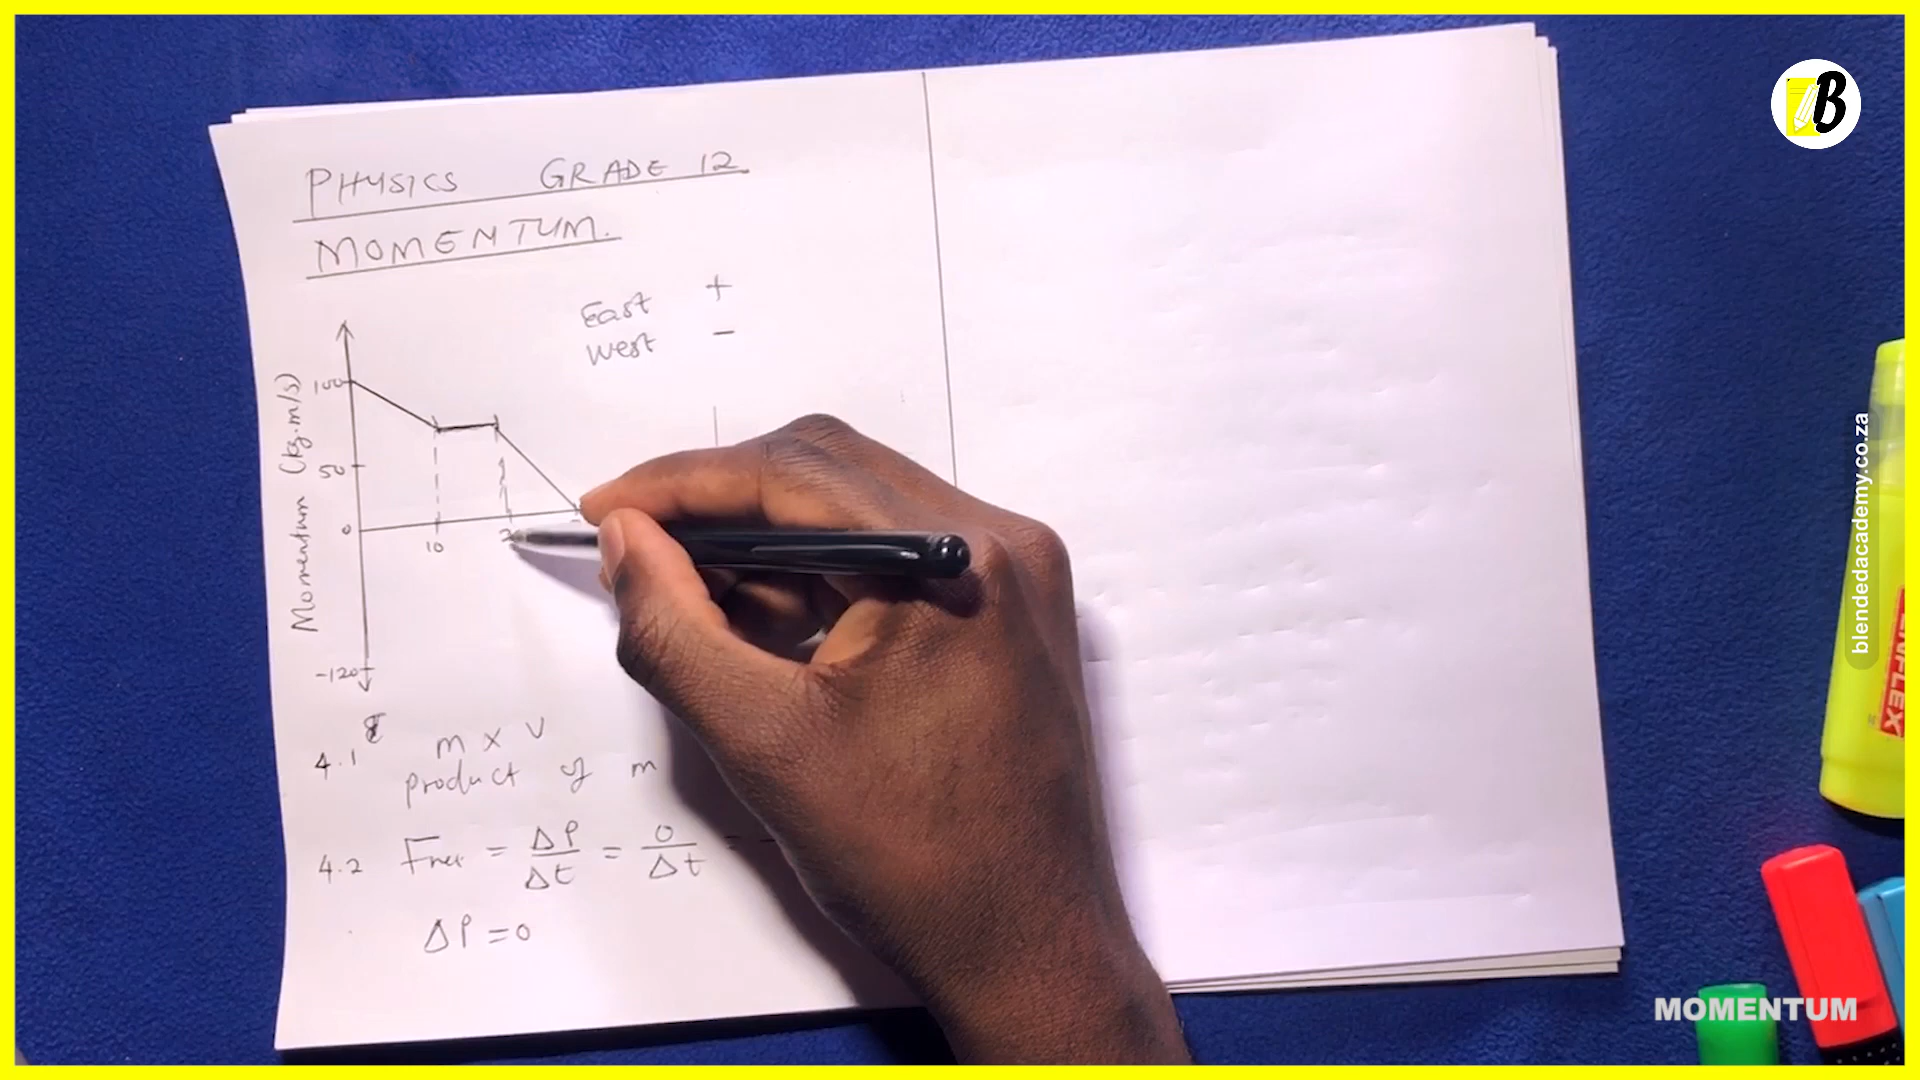 PHYSICS GRADE 12
MOMENTUM.
East +
West -
Momentum (kg.m/s)
100
50
0
10
-120
4.1 m x v
product of m
4.2 Fnet = ΔP/Δt = 0/Δt =
ΔP = 0
B
blendedacademy.co.za
MOMENTUM